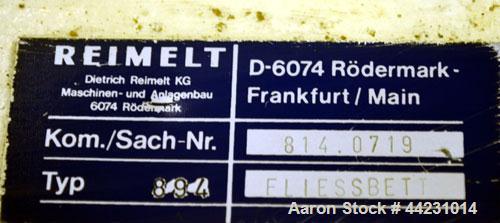 REIMELT
Dietrich Reimelt KG
Maschinen- und Anlagenbau
6074 Rödermark
D-6074 Rödermark-
Frankfurt / Main
Kom./Sach-Nr. 814.0719
Typ 894 FLIESSBETT
Aaron Stock # 44231014